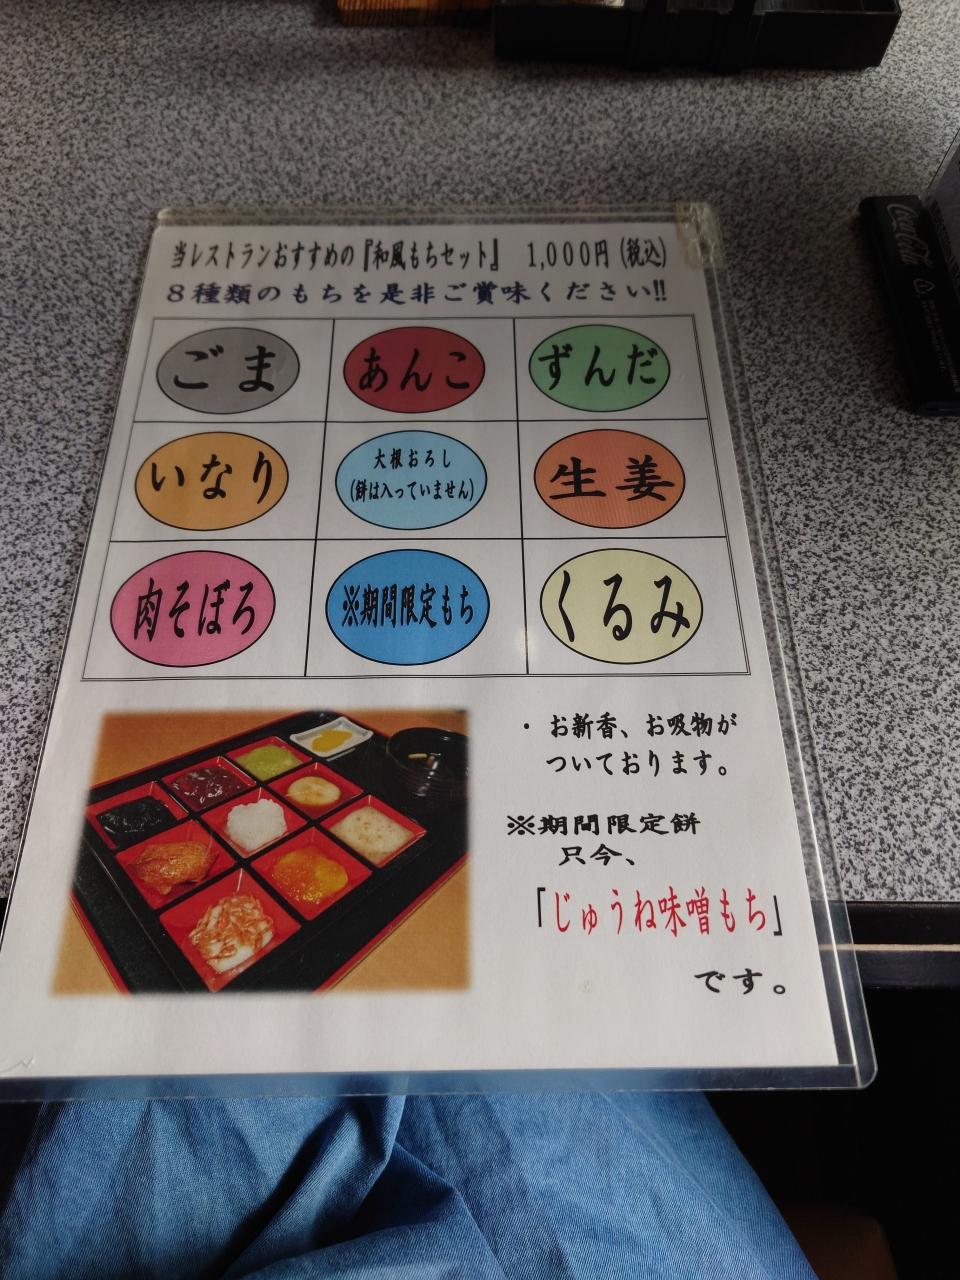 当レストランおすすめの『和風もちセット』 1,000円(税込)
8種類のもちを是非ご賞味ください!!
ごま
あんこ
ずんだ
いなり
大根おろし
(餅は入っていません)
生姜
肉そぼろ
※期間限定もち
くるみ
・お新香、お吸物が
ついております。
※期間限定餅
只今、
「じゅうね味噌もち」
です。
Coca-Cola